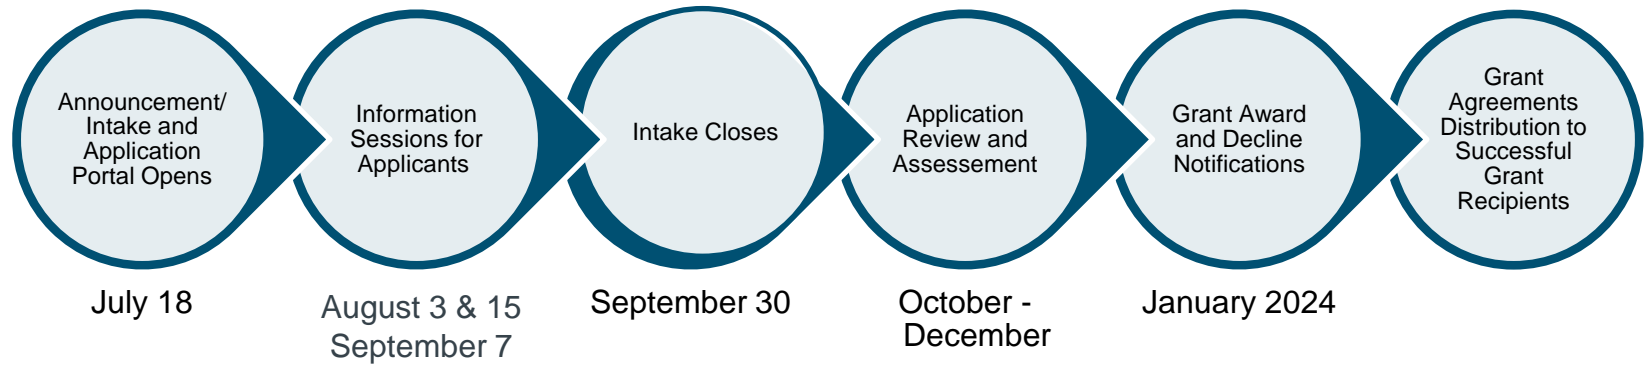 Announcement/
Intake and
Application
Portal Opens
July 18
Information
Sessions for
Applicants
August 3 & 15
September 7
Intake Closes
September 30
Application
Review and
Assessement
October -
December
Grant Award
and Decline
Notifications
January 2024
Grant
Agreements
Distribution to
Successful
Grant
Recipients